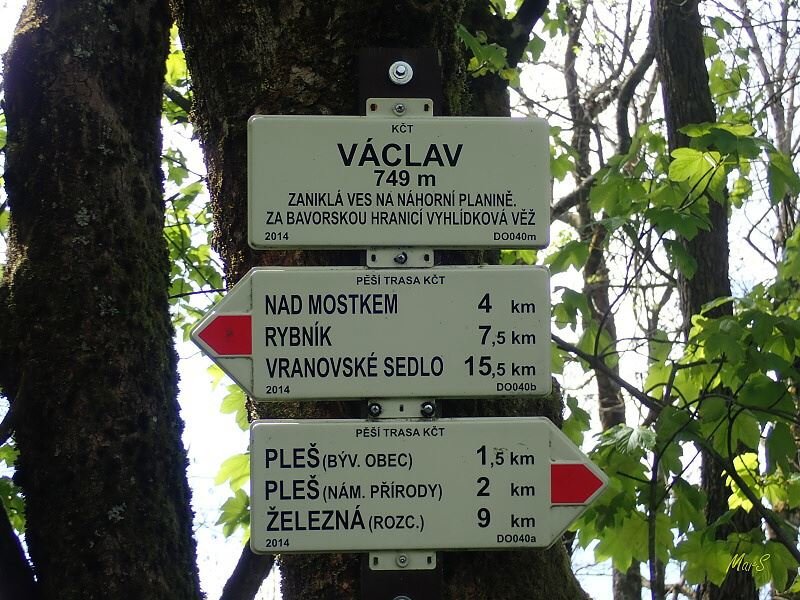 KČT
VÁCLAV
749 m
ZANIKLÁ VES NA NÁHORNÍ PLANINĚ.
ZA BAVORSKOU HRANICÍ VYHLÍDKOVÁ VĚŽ
2014 DO040m
PĚŠÍ TRASA KČT
NAD MOSTKEM 4 km
RYBNÍK 7,5 km
VRANOVSKÉ SEDLO 15,5 km
2014 DO040b
PĚŠÍ TRASA KČT
PLEŠ (BÝV. OBEC) 1,5 km
PLEŠ (NÁM. PŘÍRODY) 2 km
ŽELEZNÁ (ROZC.) 9 km
2014 DO040a
MarS